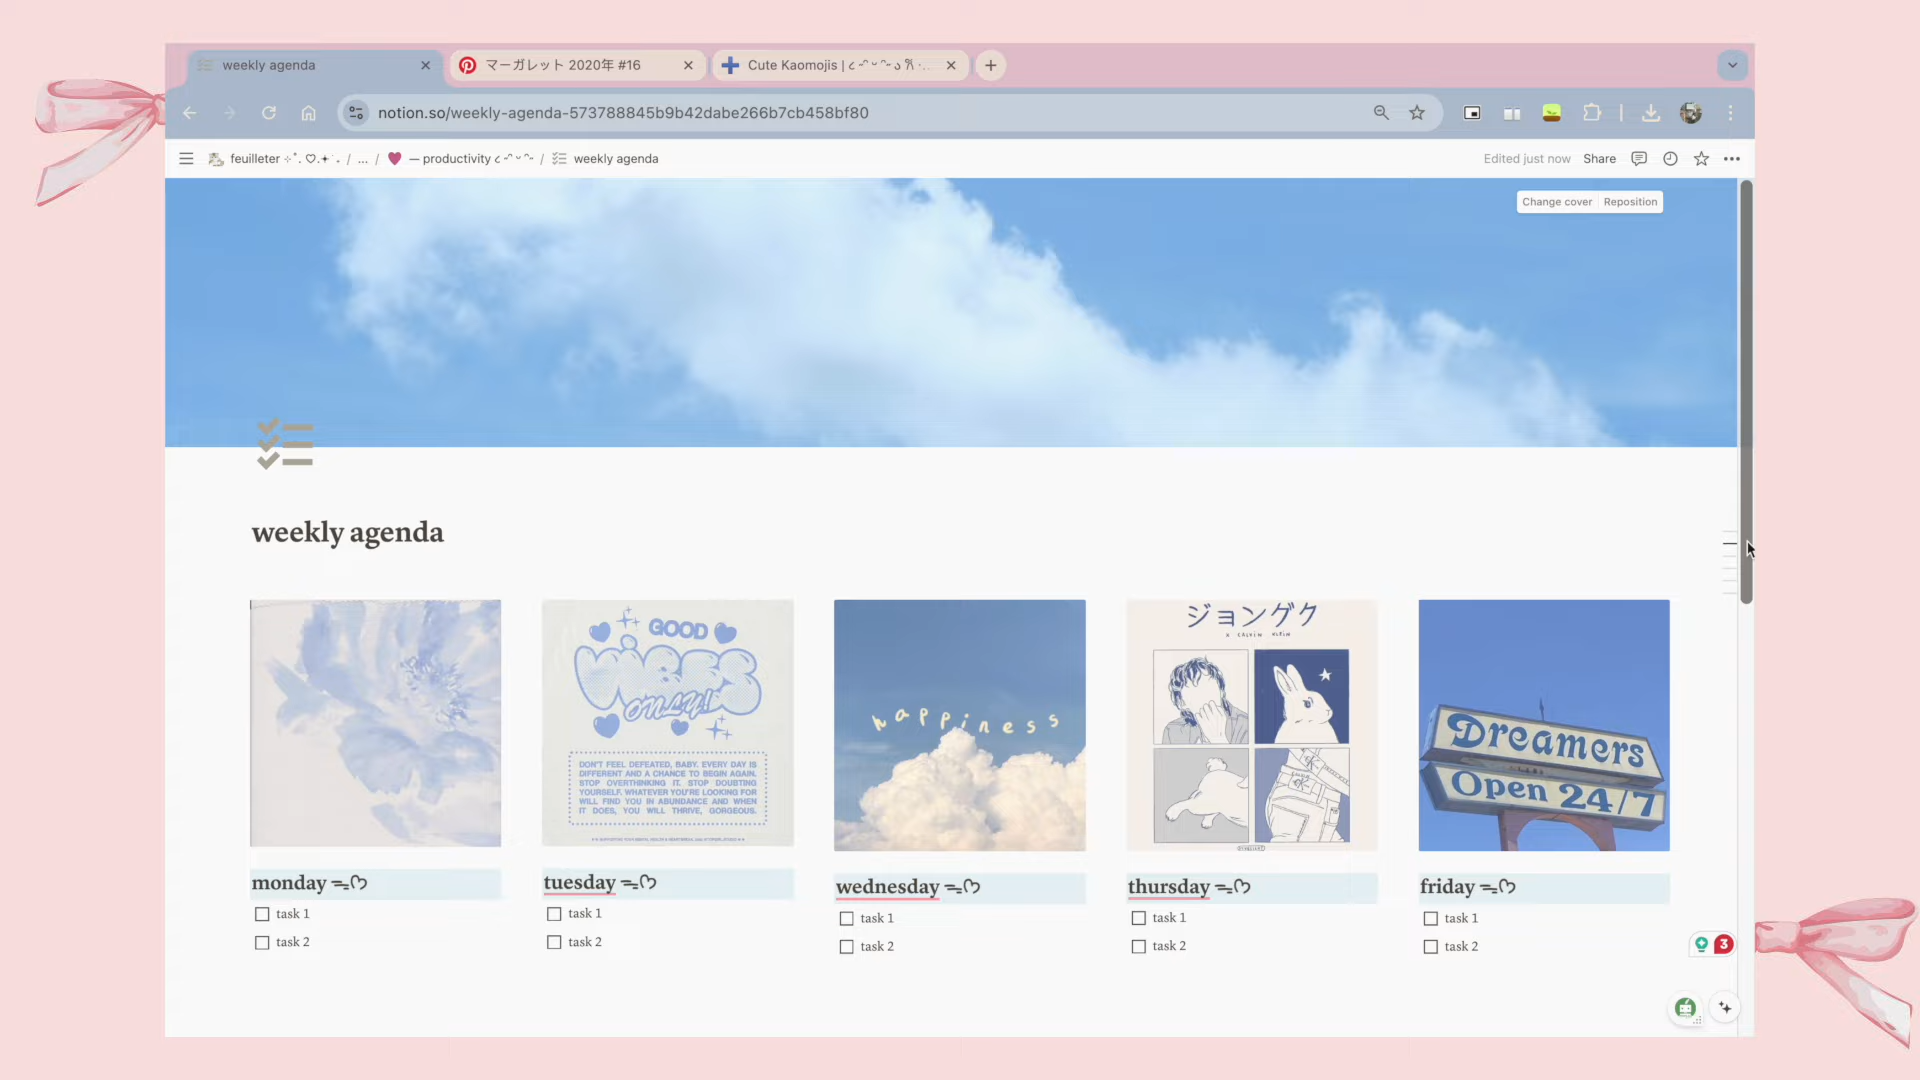 weekly agenda
マーガレット 2020年 #16
Cute Kaomojis | ૮ ˶ᵔ ᵕ ᵔ˶ ა
notion.so/weekly-agenda-573788845b9b42dabe266b7cb458bf80
feuilleter ⊹˚. ♡.𖥔 ݁ ˖ / ... / — productivity ૮ ˶ᵔ ᵕ ᵔ˶ / weekly agenda
Edited just now Share
Change cover Reposition
weekly agenda
GOOD
VIBES
ONLY!
DON'T FEEL DEFEATED, BABY. EVERY DAY IS
DIFFERENT AND A CHANCE TO BEGIN AGAIN.
STOP OVERTHINKING IT. STOP DOUBTING
YOURSELF. WHATEVER YOU'RE LOOKING FOR
WILL FIND YOU IN ABUNDANCE AND WHEN
IT DOES, YOU WILL THRIVE, GORGEOUS.
happiness
ジョングク
x CALVIN KLEIN
Dreamers
Open 24/7
monday =͟͟͞♡
task 1
task 2
tuesday =͟͟͞♡
task 1
task 2
wednesday =͟͟͞♡
task 1
task 2
thursday =͟͟͞♡
task 1
task 2
friday =͟͟͞♡
task 1
task 2
3